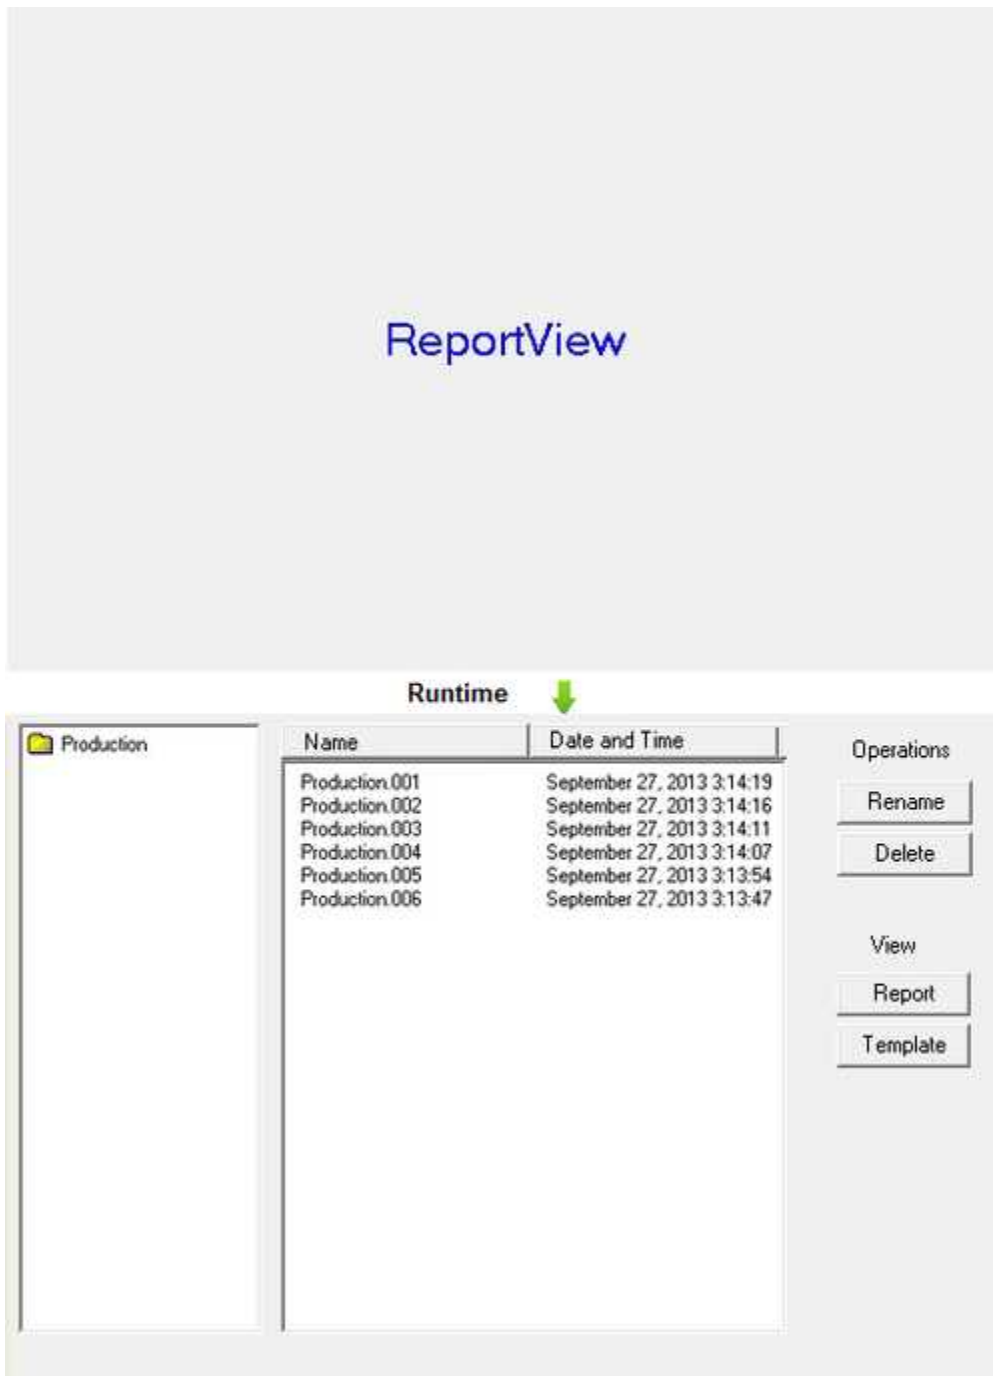 ReportView
Runtime
Production
Name Date and Time
Production.001 September 27, 2013 3:14:19
Production.002 September 27, 2013 3:14:16
Production.003 September 27, 2013 3:14:11
Production.004 September 27, 2013 3:14:07
Production.005 September 27, 2013 3:13:54
Production.006 September 27, 2013 3:13:47
Operations
Rename
Delete
View
Report
Template